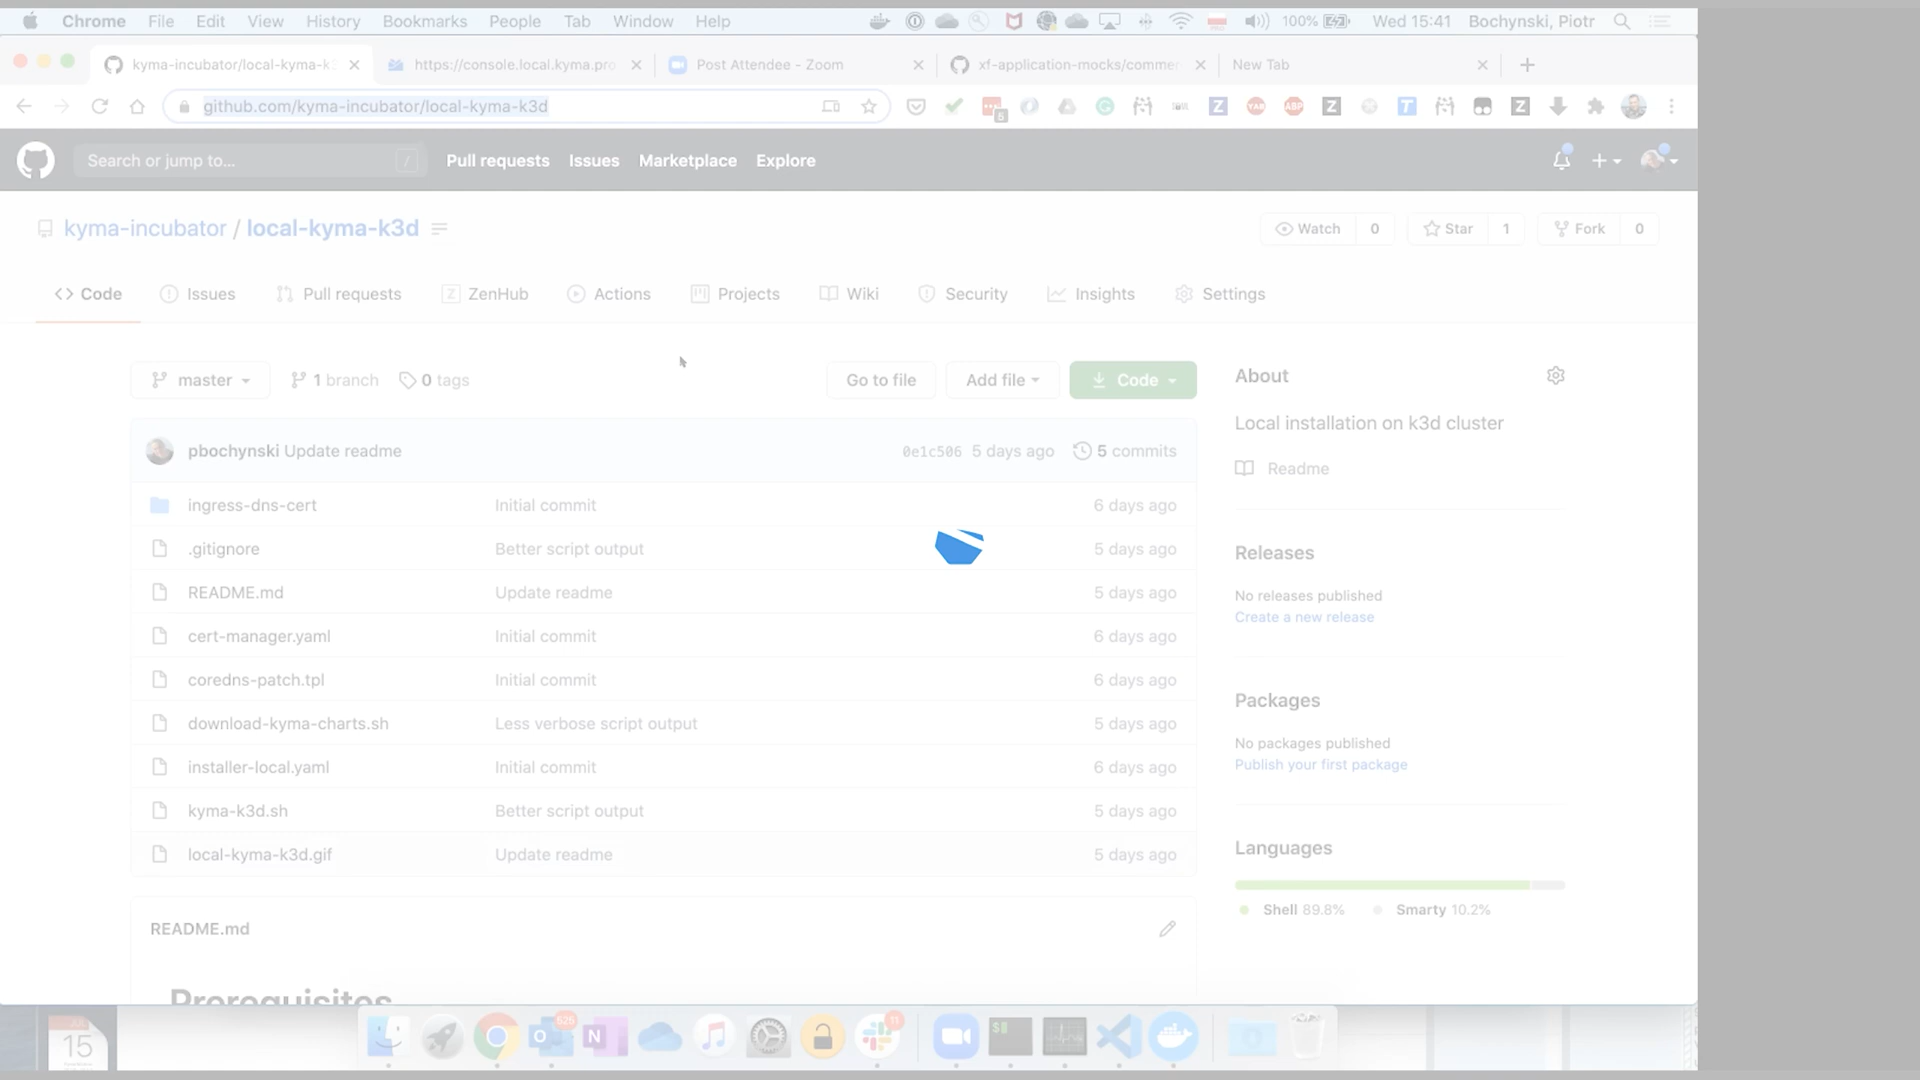 Chrome File Edit View History Bookmarks People Tab Window Help 100% Wed 15:41 Bochynski, Piotr
kyma-incubator/local-kyma-k3 https://console.local.kyma.pro Post Attendee - Zoom xf-application-mocks/commer New Tab
github.com/kyma-incubator/local-kyma-k3d
Search or jump to... / Pull requests Issues Marketplace Explore
kyma-incubator / local-kyma-k3d Watch 0 Star 1 Fork 0
Code Issues Pull requests ZenHub Actions Projects Wiki Security Insights Settings
master 1 branch 0 tags Go to file Add file Code
pbochynski Update readme 0e1c506 5 days ago 5 commits
ingress-dns-cert Initial commit 6 days ago
.gitignore Better script output 5 days ago
README.md Update readme 5 days ago
cert-manager.yaml Initial commit 6 days ago
coredns-patch.tpl Initial commit 6 days ago
download-kyma-charts.sh Less verbose script output 5 days ago
installer-local.yaml Initial commit 6 days ago
kyma-k3d.sh Better script output 5 days ago
local-kyma-k3d.gif Update readme 5 days ago
README.md
Prerequisites
About
Local installation on k3d cluster
Readme
Releases
No releases published
Create a new release
Packages
No packages published
Publish your first package
Languages
Shell 89.8% Smarty 10.2%
15
525
11